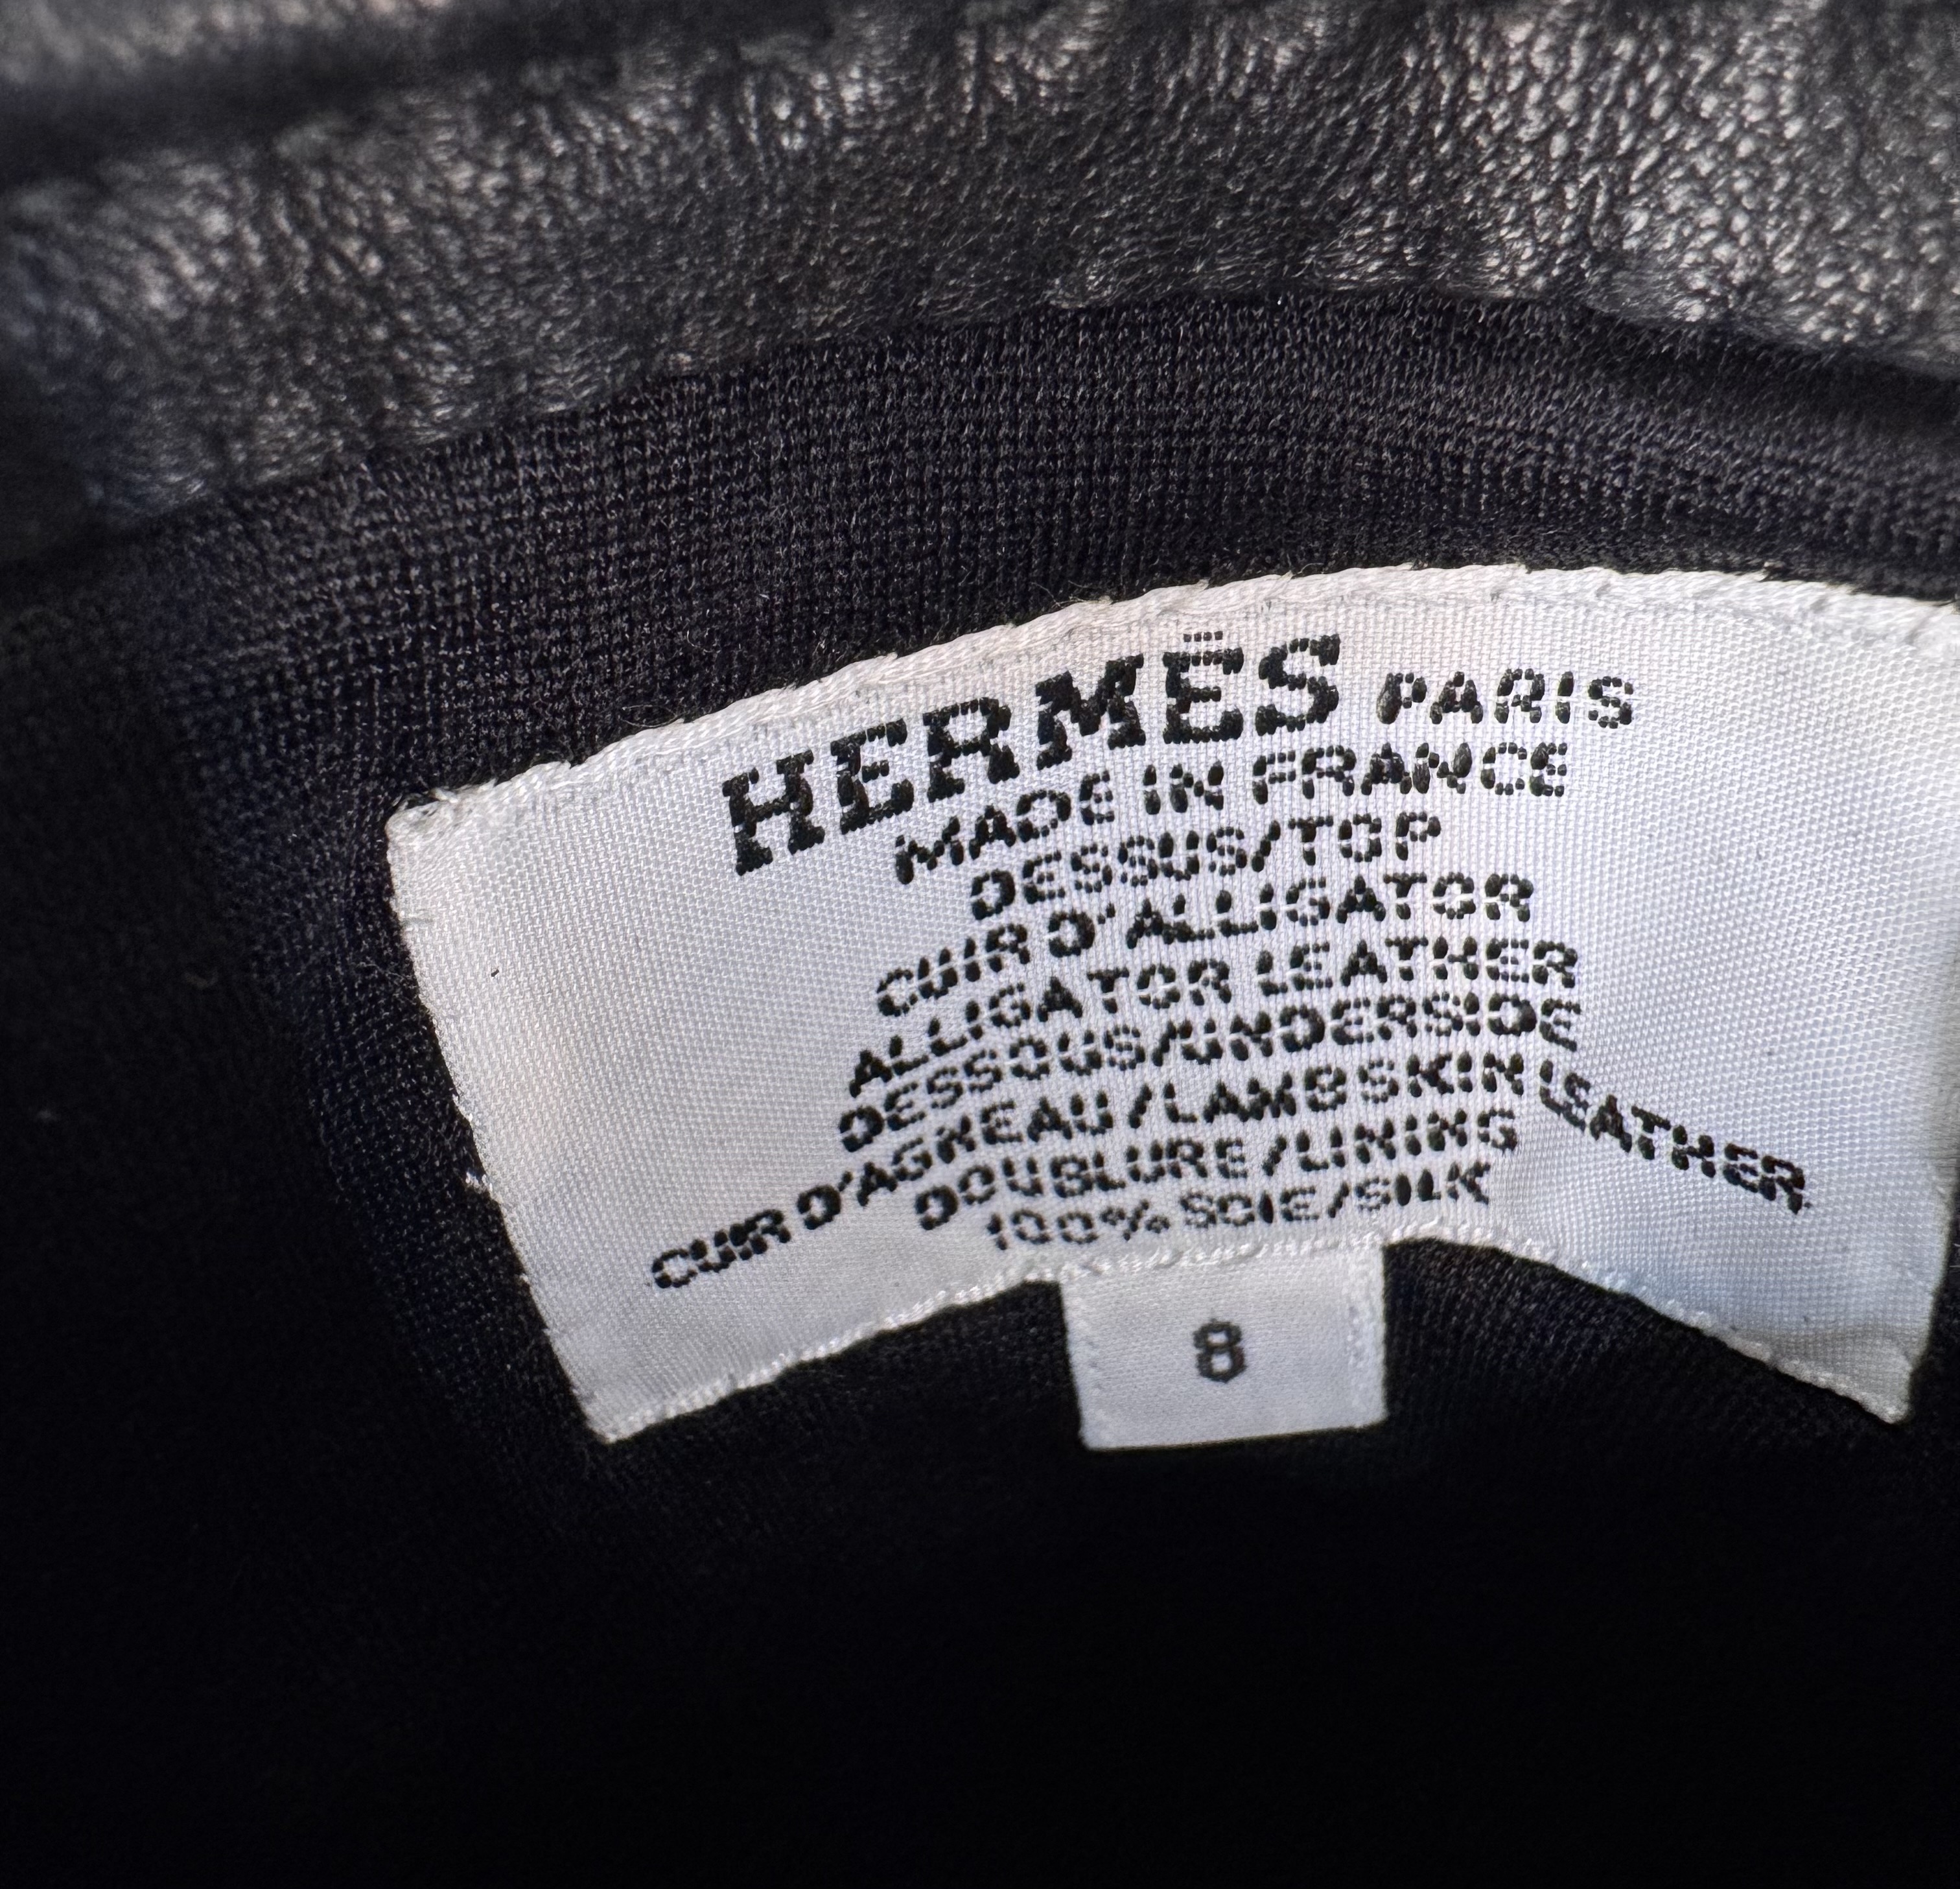 HERMÈS PARIS
MADE IN FRANCE
DESSUS/TOP
CUIR D'ALLIGATOR
ALLIGATOR LEATHER
DESSOUS/UNDERSIDE
CUIR D'AGNEAU/LAMBSKIN LEATHER
DOUBLURE/LINING
100% SOIE/SILK
8